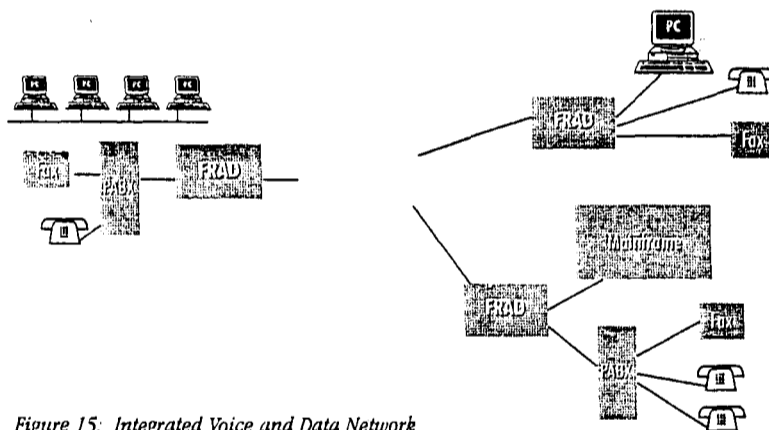 PC
PC PC PC PC
FRAD
Fax
Fax
PABX
FRAD
Mainframe
FRAD
Fax
PABX
Figure 15: Integrated Voice and Data Network